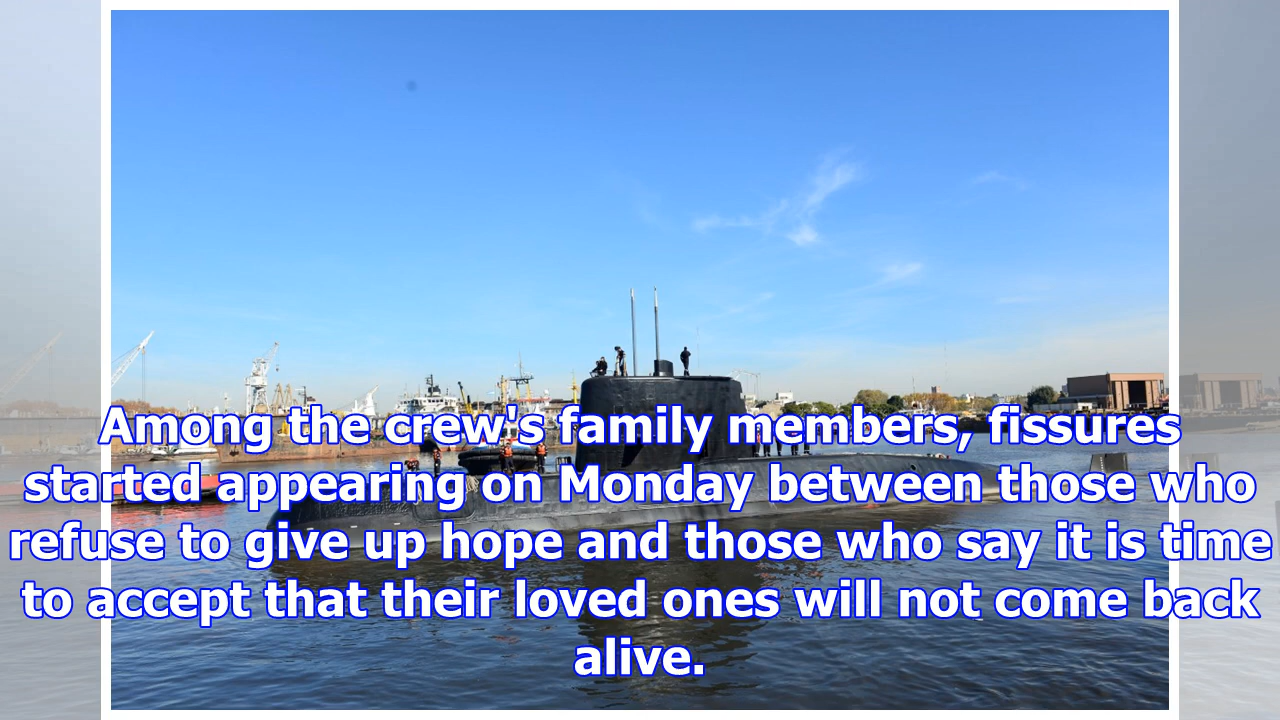 Among the crew's family members, fissures
started appearing on Monday between those who
refuse to give up hope and those who say it is time
to accept that their loved ones will not come back
alive.